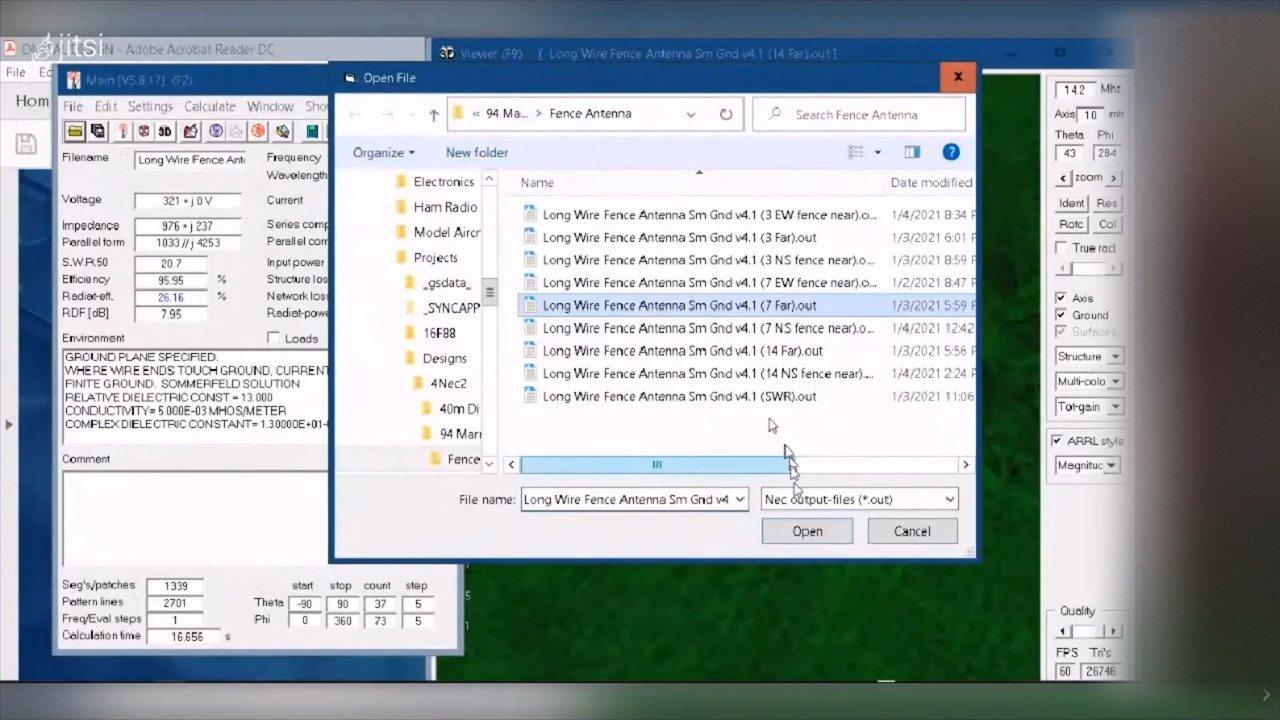 jitsi
- Adobe Acrobat Reader DC
Viewer (F9) [ Long Wire Fence Antenna Sm Gnd v4.1 (14 Far).out ]
File
Hom
Main [V5.8.17] (F2)
File Edit Settings Calculate Window Sho
3D
Filename Long Wire Fence Ant
Frequency
Wavelength
Voltage 321 + j 0 V
Current
Impedance 976 + j 237
Series comp
Parallel form 1033 // j 4253
Parallel com
S.W.R.50 20.7
Input power
Efficiency 95.95 %
Structure los
Radiat-eff. 26.16 %
Network los
RDF [dB] 7.95
Radiat-power
Environment
Loads
GROUND PLANE SPECIFIED.
WHERE WIRE ENDS TOUCH GROUND, CURRENT
FINITE GROUND. SOMMERFELD SOLUTION
RELATIVE DIELECTRIC CONST.= 13.000
CONDUCTIVITY= 5.000E-03 MHOS/METER
COMPLEX DIELECTRIC CONSTANT= 1.30000E+01-
Comment
Seg's/patches 1339
Pattern lines 2701
Freq/Eval steps 1
Calculation time 16.656 s
start stop count step
Theta -90 90 37 5
Phi 0 360 73 5
Open File
« 94 Ma... > Fence Antenna
Search Fence Antenna
Organize
New folder
Electronics
Ham Radio
Model Aircr
Projects
_gsdata_
_SYNCAPP
16F88
Designs
4Nec2
40m Di
94 Marr
Fence
Name
Date modified
Long Wire Fence Antenna Sm Gnd v4.1 (3 EW fence near).o... 1/4/2021 8:34 P
Long Wire Fence Antenna Sm Gnd v4.1 (3 Far).out 1/3/2021 6:01 P
Long Wire Fence Antenna Sm Gnd v4.1 (3 NS fence near).o... 1/3/2021 8:59 P
Long Wire Fence Antenna Sm Gnd v4.1 (7 EW fence near).o... 1/2/2021 8:47 P
Long Wire Fence Antenna Sm Gnd v4.1 (7 Far).out 1/3/2021 5:59 P
Long Wire Fence Antenna Sm Gnd v4.1 (7 NS fence near).o... 1/4/2021 12:42
Long Wire Fence Antenna Sm Gnd v4.1 (14 Far).out 1/3/2021 5:56 P
Long Wire Fence Antenna Sm Gnd v4.1 (14 NS fence near).... 1/4/2021 2:24 P
Long Wire Fence Antenna Sm Gnd v4.1 (SWR).out 1/3/2021 11:06
File name: Long Wire Fence Antenna Sm Gnd v4
Nec output-files (*.out)
Open
Cancel
14.2 Mhz
Axis 10 mtr
Theta Phi
43 284
< zoom >
Ident Res
Rotc Col
True rad
Axis
Ground
Surfaces
Structure
Multi-colo
Tot-gain
ARRL style
Magnituc
Quality
FPS Tri's
60 26746